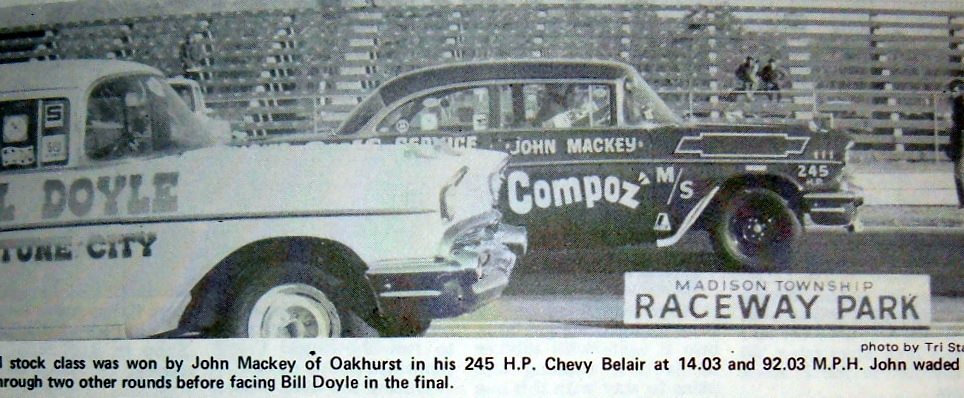 S
SERVICE
JOHN MACKEY
"Compoz"
M/S
245
H.P.
L DOYLE
TURE CITY
MADISON TOWNSHIP
RACEWAY PARK
photo by Tri Sta
stock class was won by John Mackey of Oakhurst in his 245 H.P. Chevy Belair at 14.03 and 92.03 M.P.H. John waded
hrough two other rounds before facing Bill Doyle in the final.